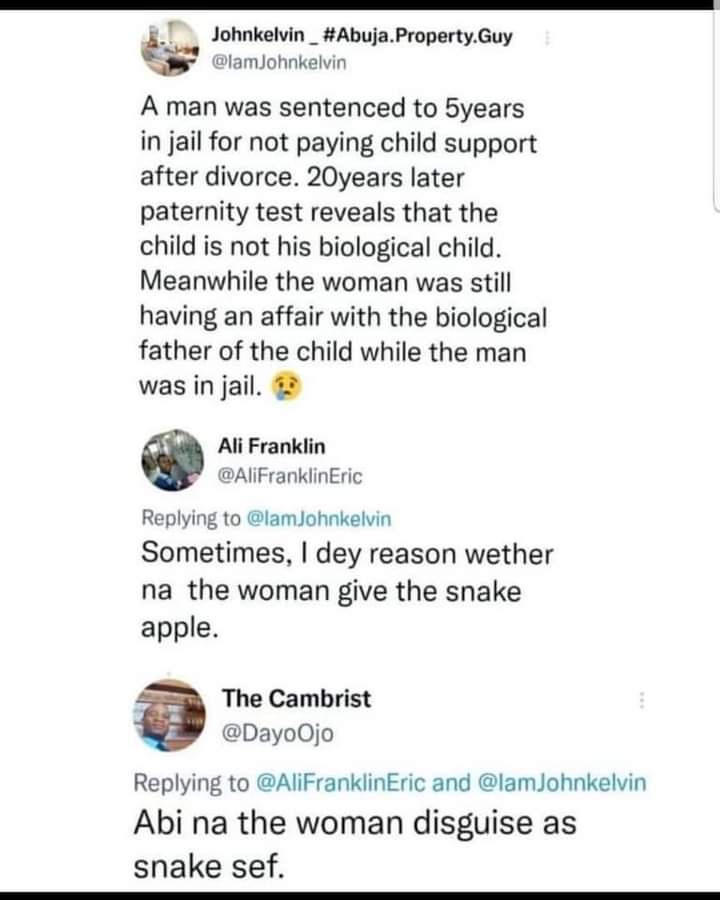 Johnkelvin _ #Abuja.Property.Guy
@IamJohnkelvin
A man was sentenced to 5years
in jail for not paying child support
after divorce. 20years later
paternity test reveals that the
child is not his biological child.
Meanwhile the woman was still
having an affair with the biological
father of the child while the man
was in jail. 😢
Ali Franklin
@AliFranklinEric
Replying to @IamJohnkelvin
Sometimes, I dey reason wether
na the woman give the snake
apple.
The Cambrist
@DayoOjo
Replying to @AliFranklinEric and @IamJohnkelvin
Abi na the woman disguise as
snake sef.